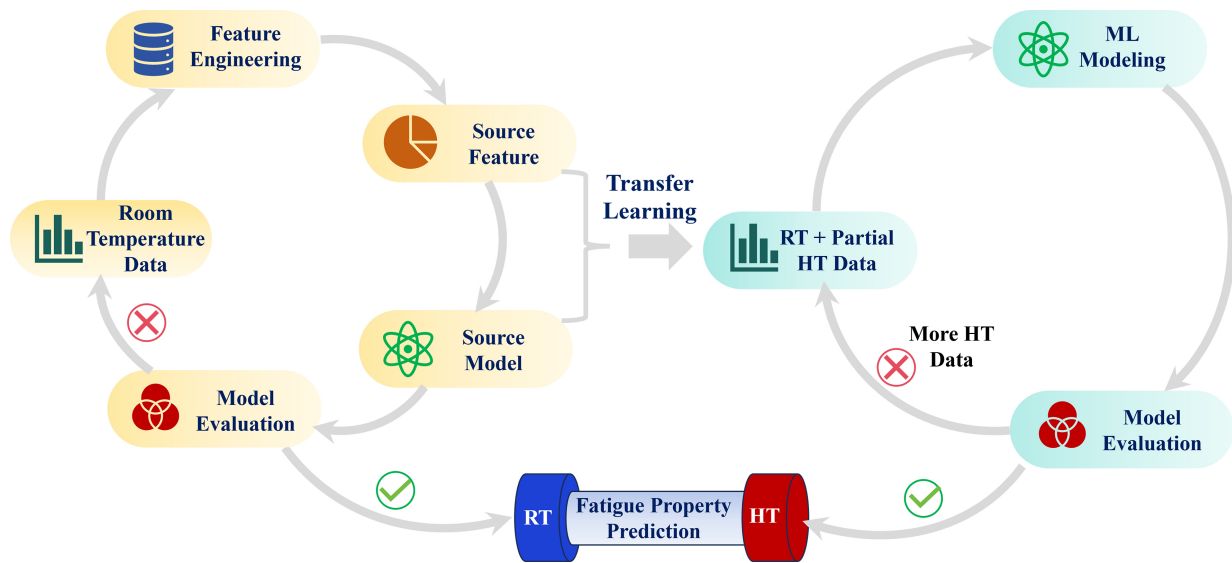 Feature
Engineering
Source
Feature
Room
Temperature
Data
Source
Model
Model
Evaluation
Transfer
Learning
ML
Modeling
RT + Partial
HT Data
More HT
Data
Model
Evaluation
RT
Fatigue Property
Prediction
HT